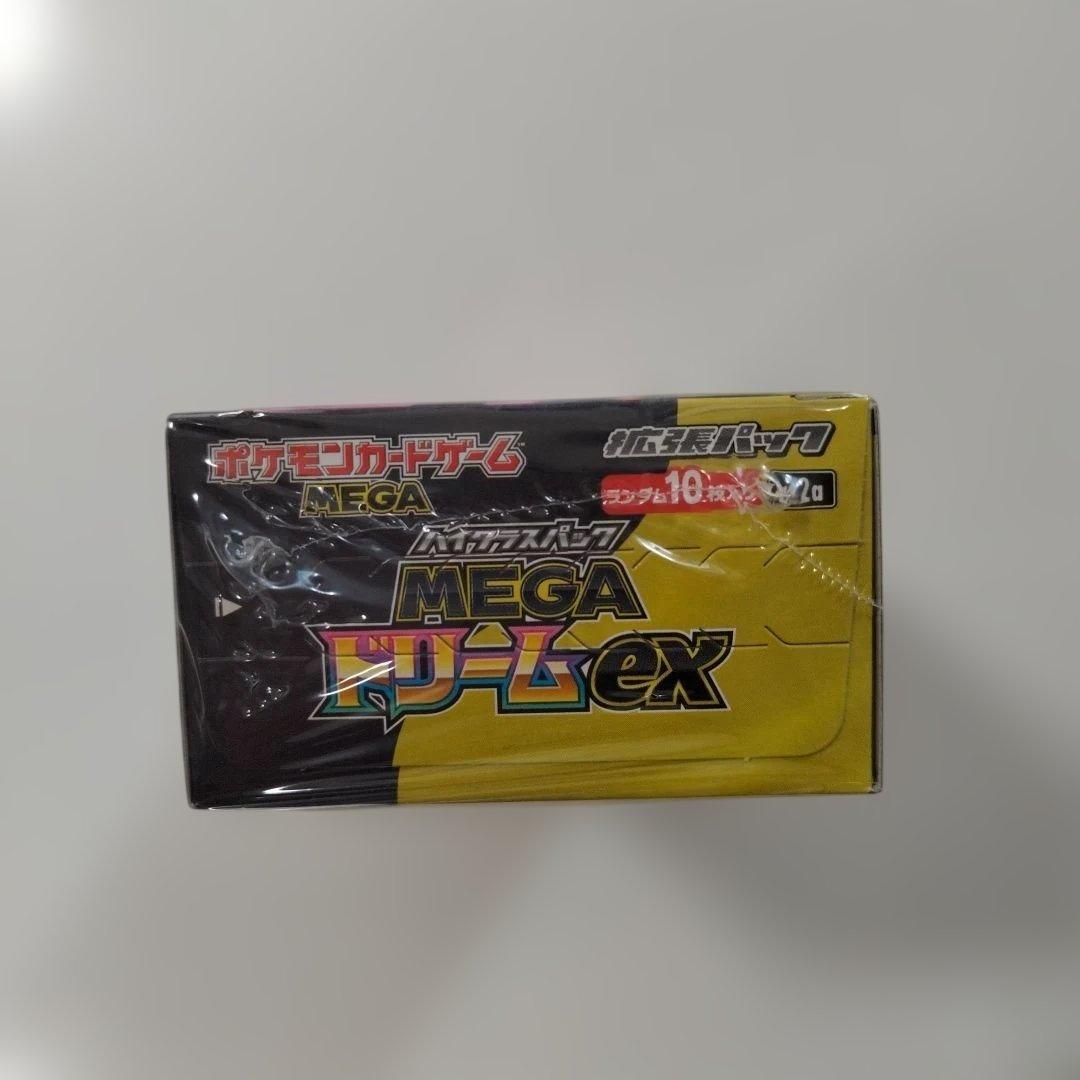 ポケモンカードゲーム
MEGA
拡張パック
ランダム10枚入り
ハイクラスパック
MEGA
ドリームex